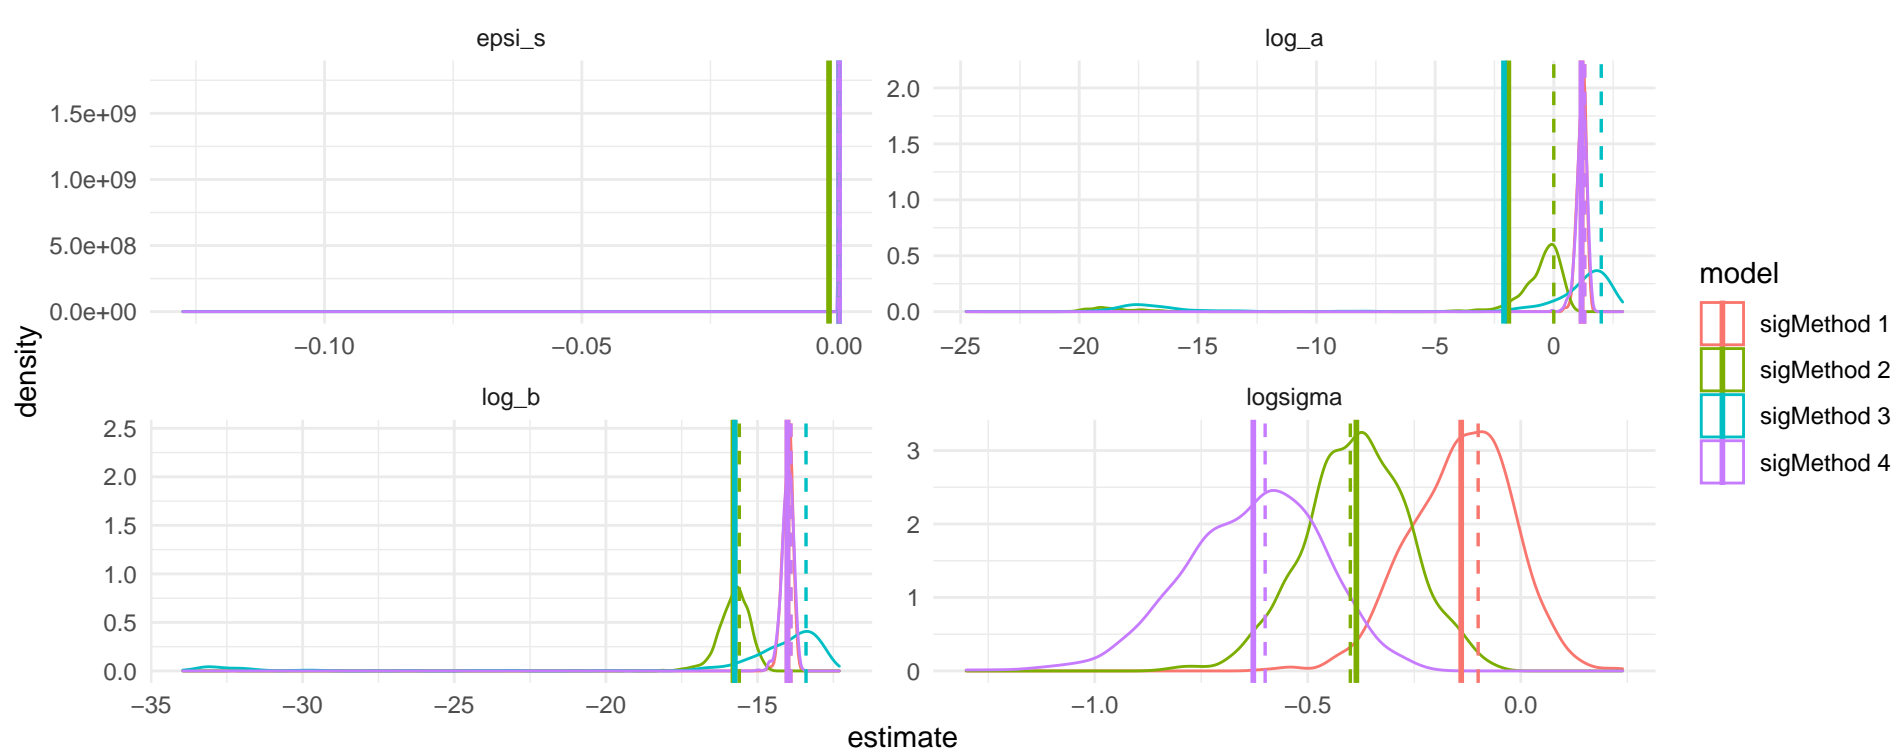 epsi_s
log_a
1.5e+09
1.0e+09
5.0e+08
0.0e+00
−0.10 −0.05 0.00
2.0
1.5
1.0
0.5
0.0
−25 −20 −15 −10 −5 0
log_b
logsigma
2.5
2.0
1.5
1.0
0.5
0.0
−35 −30 −25 −20 −15
3
2
1
0
−1.0 −0.5 0.0
density
estimate
model
sigMethod 1
sigMethod 2
sigMethod 3
sigMethod 4